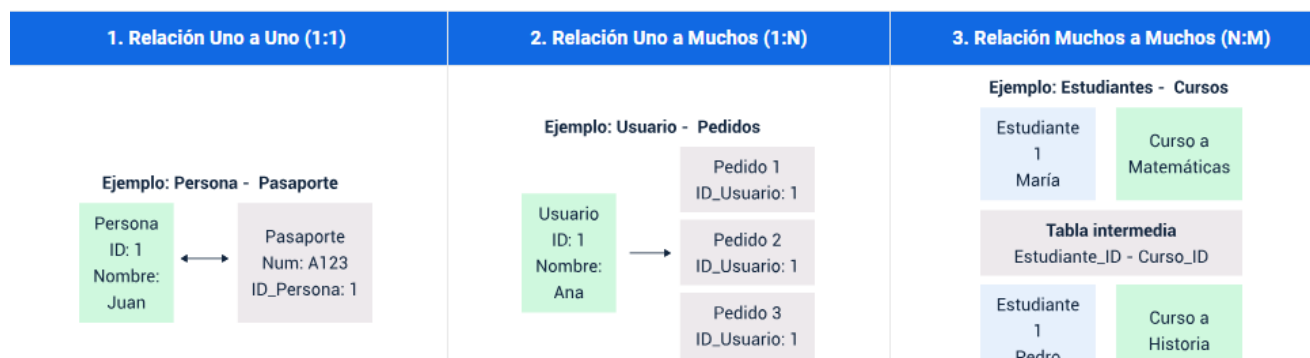 1. Relación Uno a Uno (1:1)
2. Relación Uno a Muchos (1:N)
3. Relación Muchos a Muchos (N:M)
Ejemplo: Persona - Pasaporte
Persona
ID: 1
Nombre:
Juan
Pasaporte
Num: A123
ID_Persona: 1
Ejemplo: Usuario - Pedidos
Usuario
ID: 1
Nombre:
Ana
Pedido 1
ID_Usuario: 1
Pedido 2
ID_Usuario: 1
Pedido 3
ID_Usuario: 1
Ejemplo: Estudiantes - Cursos
Estudiante
1
María
Curso a
Matemáticas
Tabla intermedia
Estudiante_ID - Curso_ID
Estudiante
1
Pedro
Curso a
Historia